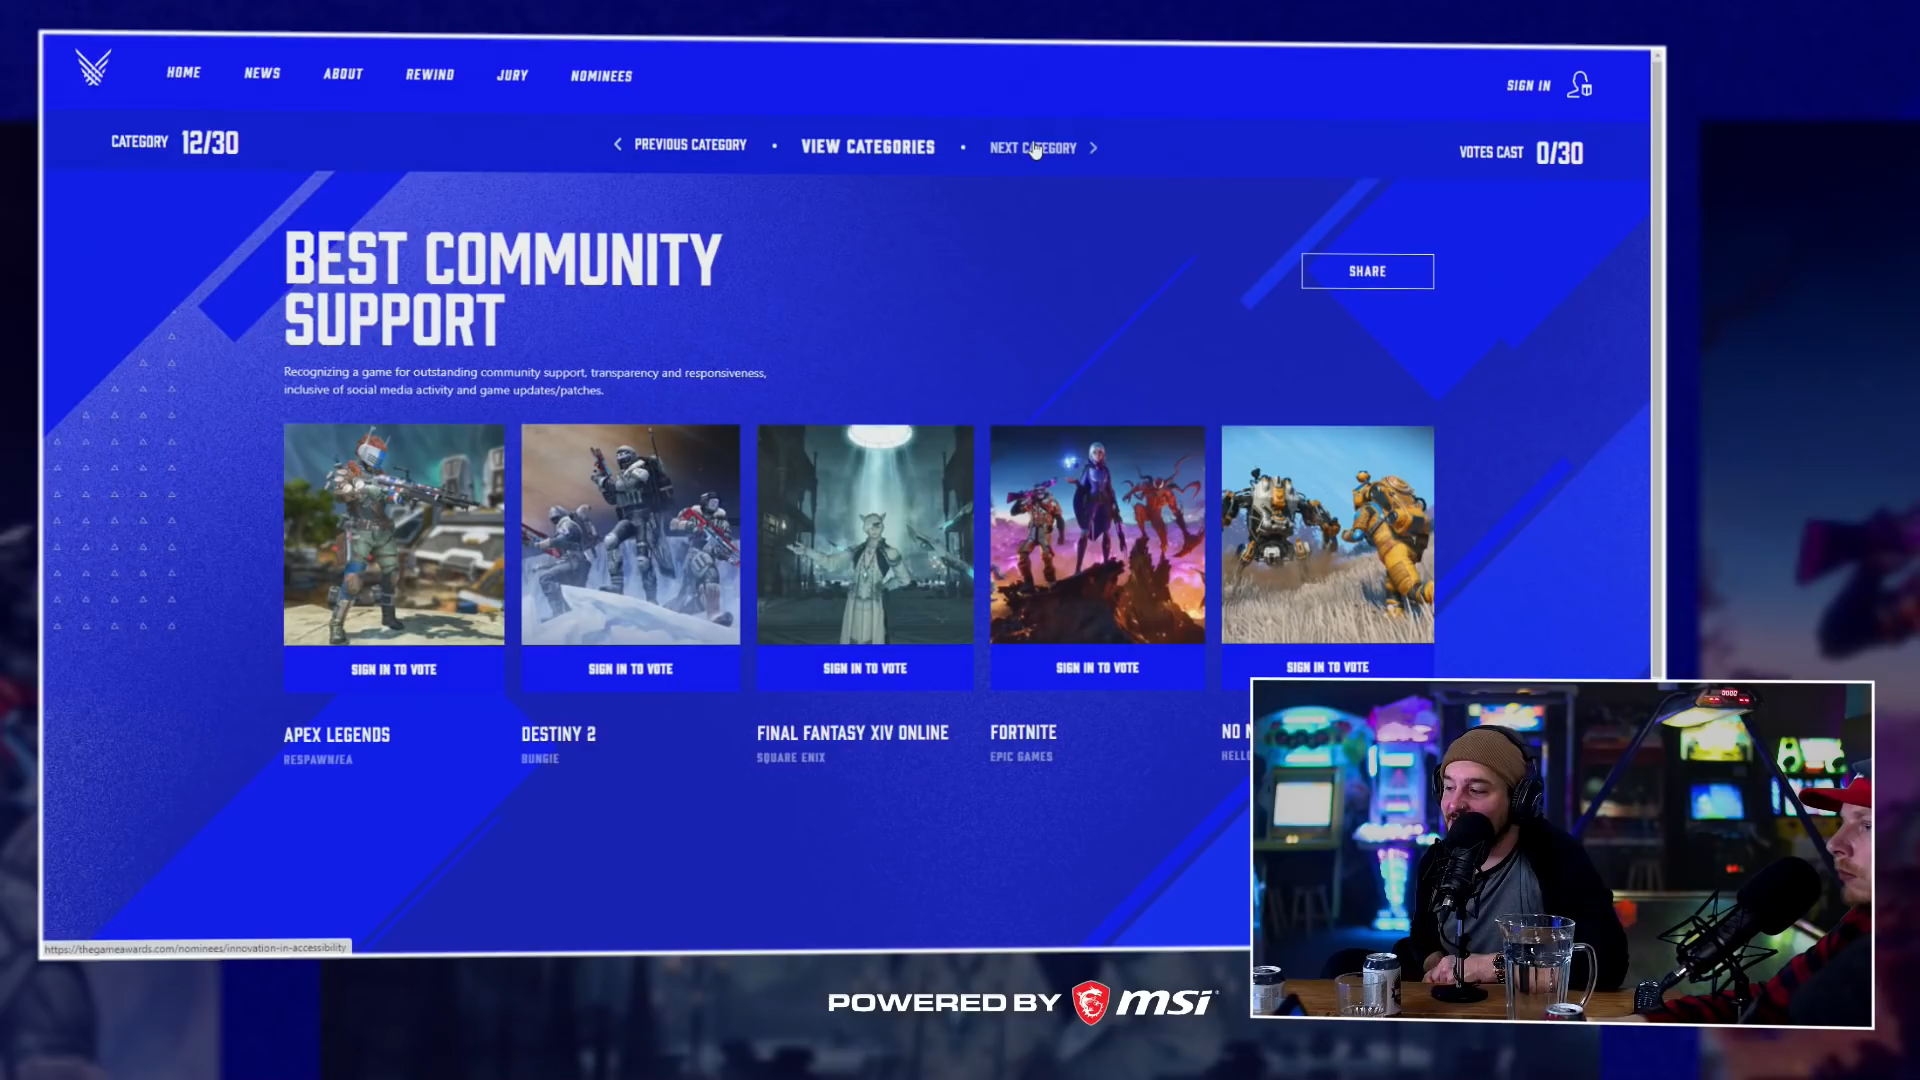 HOME
NEWS
ABOUT
REWIND
JURY
NOMINEES
SIGN IN
CATEGORY 12/30
PREVIOUS CATEGORY • VIEW CATEGORIES • NEXT CATEGORY
VOTES CAST 0/30
BEST COMMUNITY
SUPPORT
SHARE
Recognizing a game for outstanding community support, transparency and responsiveness,
inclusive of social media activity and game updates/patches.
SIGN IN TO VOTE
SIGN IN TO VOTE
SIGN IN TO VOTE
SIGN IN TO VOTE
SIGN IN TO VOTE
APEX LEGENDS
RESPAWN/EA
DESTINY 2
BUNGIE
FINAL FANTASY XIV ONLINE
SQUARE ENIX
FORTNITE
EPIC GAMES
NO
https://thegameawards.com/nominees/innovation-in-accessibility
POWERED BY msi